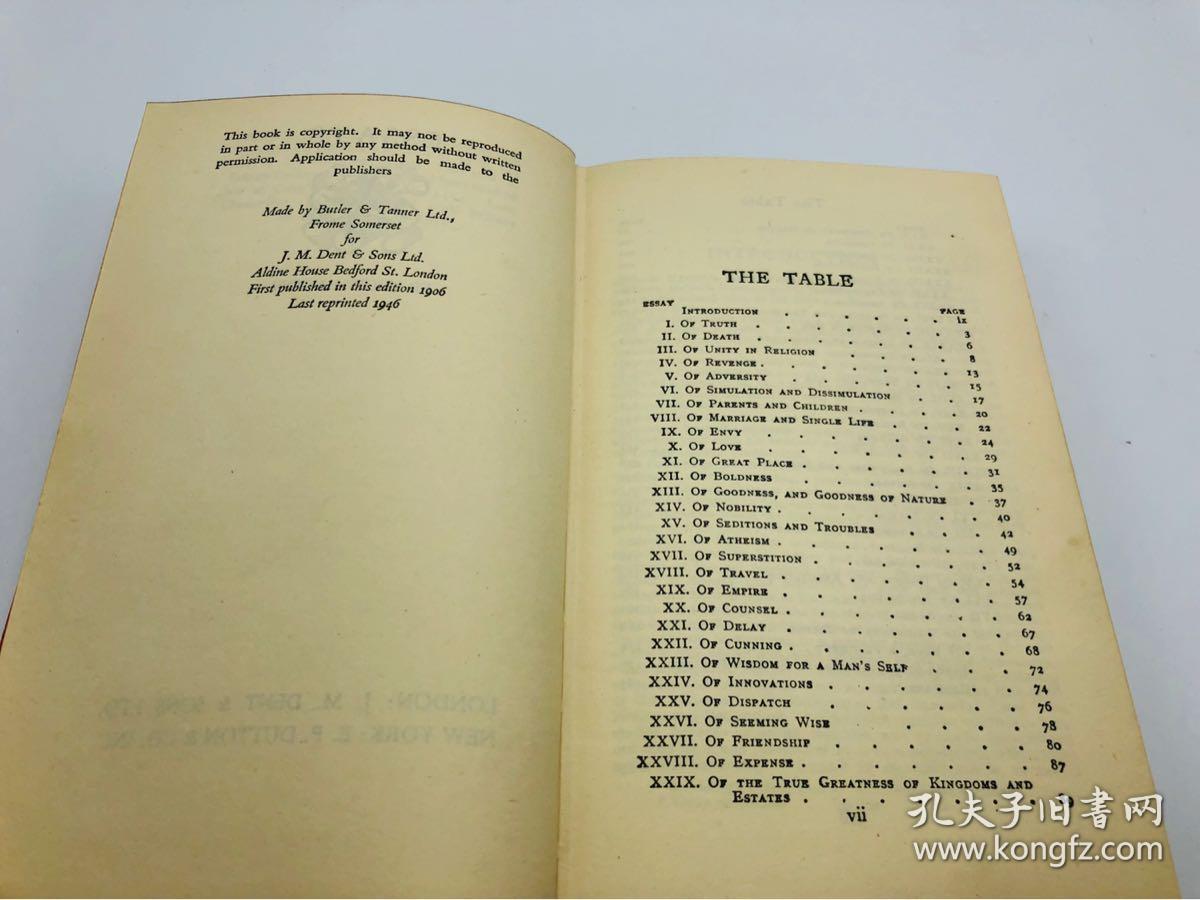 This book is copyright. It may not be reproduced
in part or in whole by any method without written
permission. Application should be made to the
publishers
Made by Butler & Tanner Ltd.,
Frome Somerset
for
J. M. Dent & Sons Ltd.
Aldine House Bedford St. London
First published in this edition 1906
Last reprinted 1946
THE TABLE
ESSAY PAGE
INTRODUCTION . . . . . . ix
I. OF TRUTH . . . . . . . 3
II. OF DEATH . . . . . . . 6
III. OF UNITY IN RELIGION . . . . 8
IV. OF REVENGE . . . . . . 13
V. OF ADVERSITY . . . . . 15
VI. OF SIMULATION AND DISSIMULATION . . . 17
VII. OF PARENTS AND CHILDREN . . . . 20
VIII. OF MARRIAGE AND SINGLE LIFE . . . 22
IX. OF ENVY . . . . . . . 24
X. OF LOVE . . . . . . . 29
XI. OF GREAT PLACE . . . . . . 31
XII. OF BOLDNESS . . . . . . 35
XIII. OF GOODNESS, AND GOODNESS OF NATURE . 37
XIV. OF NOBILITY . . . . . . 40
XV. OF SEDITIONS AND TROUBLES . . . 42
XVI. OF ATHEISM . . . . . . 49
XVII. OF SUPERSTITION . . . . . 52
XVIII. OF TRAVEL . . . . . . 54
XIX. OF EMPIRE . . . . . . 57
XX. OF COUNSEL . . . . . . 62
XXI. OF DELAY . . . . . . 67
XXII. OF CUNNING . . . . . . 68
XXIII. OF WISDOM FOR A MAN'S SELF . . . 72
XXIV. OF INNOVATIONS . . . . . 74
XXV. OF DISPATCH . . . . . . 76
XXVI. OF SEEMING WISE . . . . . 78
XXVII. OF FRIENDSHIP . . . . . 80
XXVIII. OF EXPENSE . . . . . . 87
XXIX. OF THE TRUE GREATNESS OF KINGDOMS AND
ESTATES . . . . . . .
vii
孔夫子旧书网
www.kongfz.com